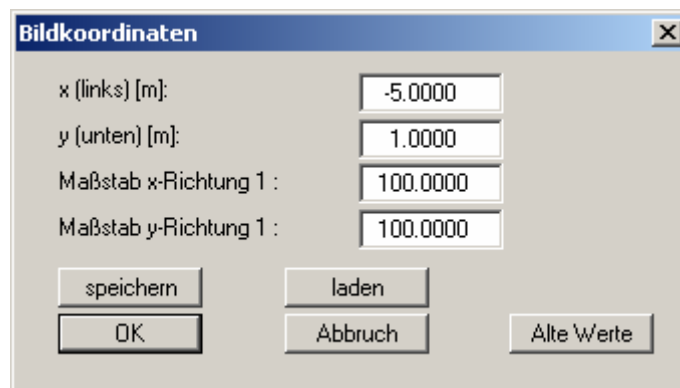 Bildkoordinaten
x (links) [m]: -5.0000
y (unten) [m]: 1.0000
Maßstab x-Richtung 1 : 100.0000
Maßstab y-Richtung 1 : 100.0000
speichern laden
OK Abbruch Alte Werte